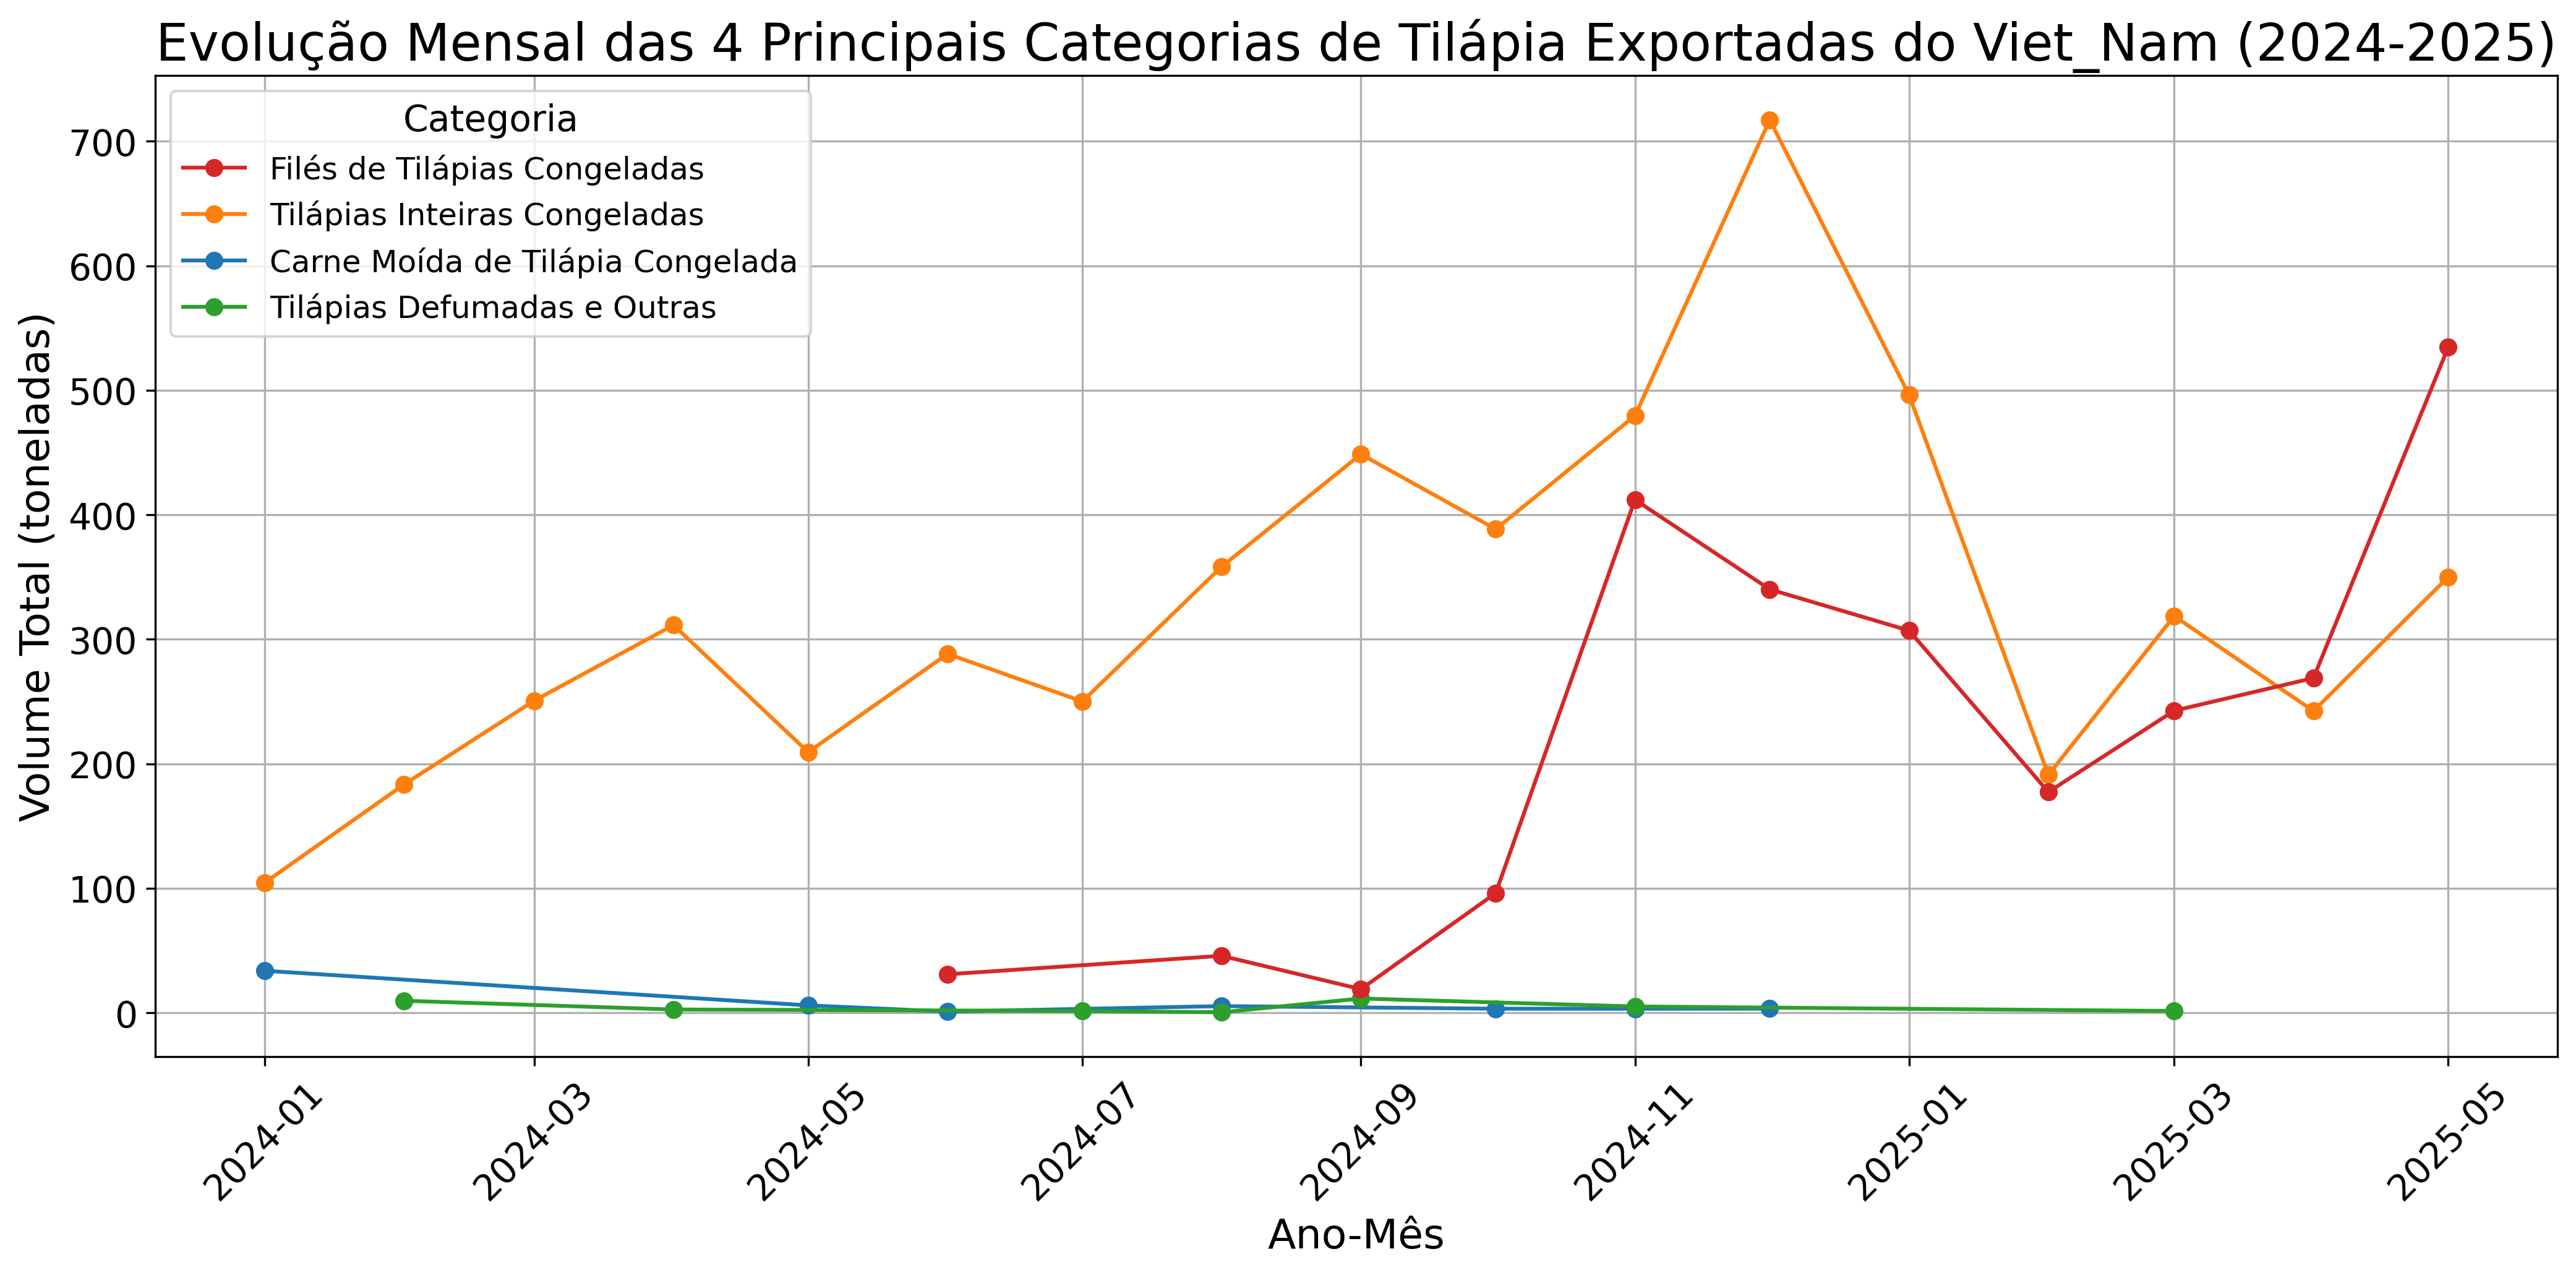 Evolução Mensal das 4 Principais Categorias de Tilápia Exportadas do Viet_Nam (2024-2025)
Categoria
Filés de Tilápias Congeladas
Tilápias Inteiras Congeladas
Carne Moída de Tilápia Congelada
Tilápias Defumadas e Outras
Volume Total (toneladas)
700
600
500
400
300
200
100
0
2024-01
2024-03
2024-05
2024-07
2024-09
2024-11
2025-01
2025-03
2025-05
Ano-Mês